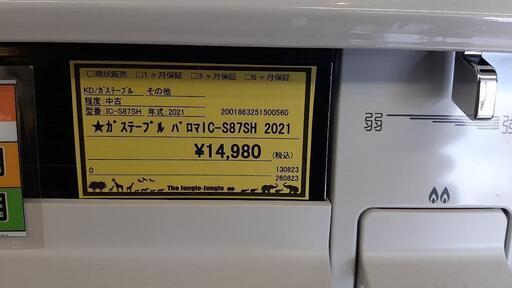 □現状販売 □1ヶ月保証 □3ヶ月保証 □6ヶ月保証
KD/ｶﾞｽﾃｰﾌﾞﾙ その他
程度:中古
型番:IC-S87SH 年式:2021 2001863251500560
★ｶﾞｽﾃｰﾌﾞﾙ ﾊﾟﾛﾏIC-S87SH 2021
¥14,980 (税込)
0 130823
260823
The Jungle-Jungle
弱 強